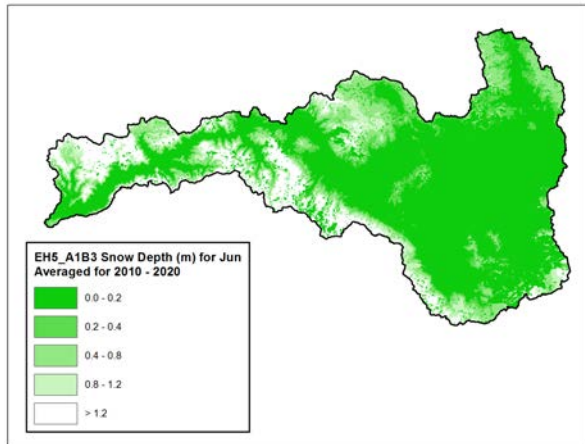 EH5_A1B3 Snow Depth (m) for Jun
Averaged for 2010 - 2020
0.0 - 0.2
0.2 - 0.4
0.4 - 0.8
0.8 - 1.2
> 1.2